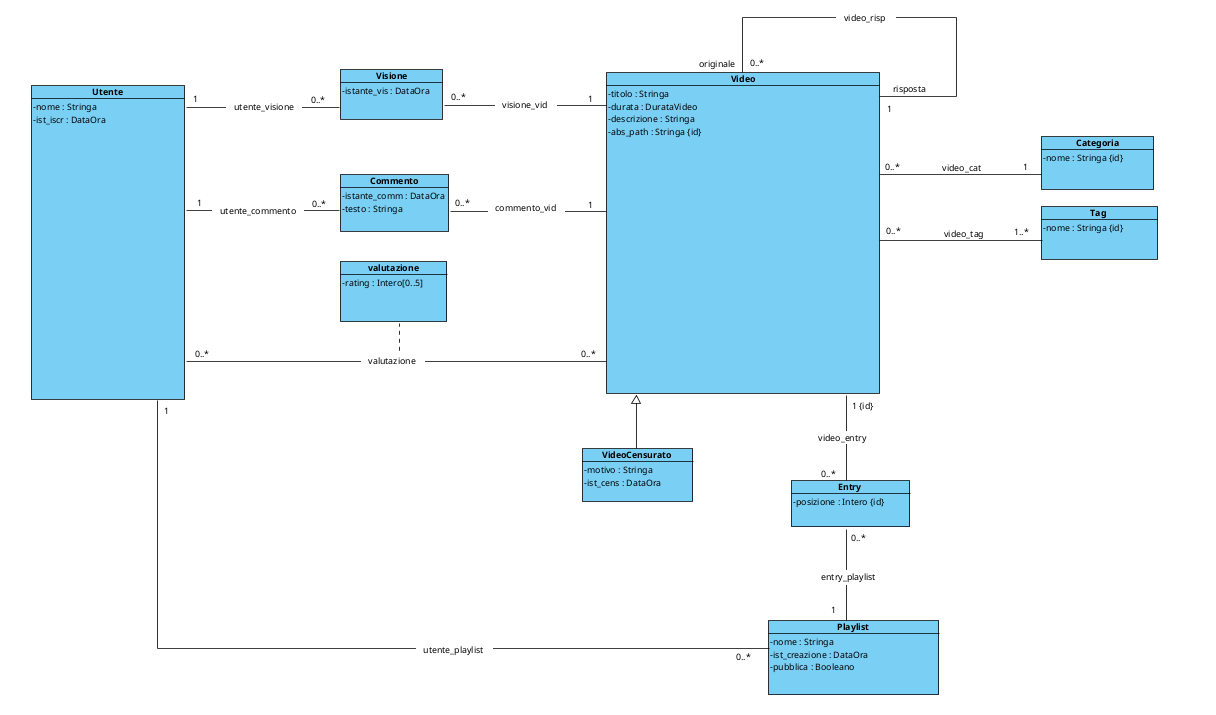 video_risp
originale
0..*
Visione
-istante_vis : DataOra
Video
-titolo : Stringa
-durata : DurataVideo
-descrizione : Stringa
-abs_path : Stringa {id}
risposta
1
Utente
-nome : Stringa
-ist_iscr : DataOra
1
utente_visione
0..*
0..*
visione_vid
1
Categoria
-nome : Stringa {id}
0..*
video_cat
1
Commento
-istante_comm : DataOra
-testo : Stringa
1
utente_commento
0..*
0..*
commento_vid
1
Tag
-nome : Stringa {id}
0..*
video_tag
1..*
valutazione
-rating : Intero[0..5]
0..*
valutazione
0..*
1
1 {id}
video_entry
0..*
VideoCensurato
-motivo : Stringa
-ist_cens : DataOra
Entry
-posizione : Intero {id}
0..*
entry_playlist
1
Playlist
-nome : Stringa
-ist_creazione : DataOra
-pubblica : Booleano
utente_playlist
0..*